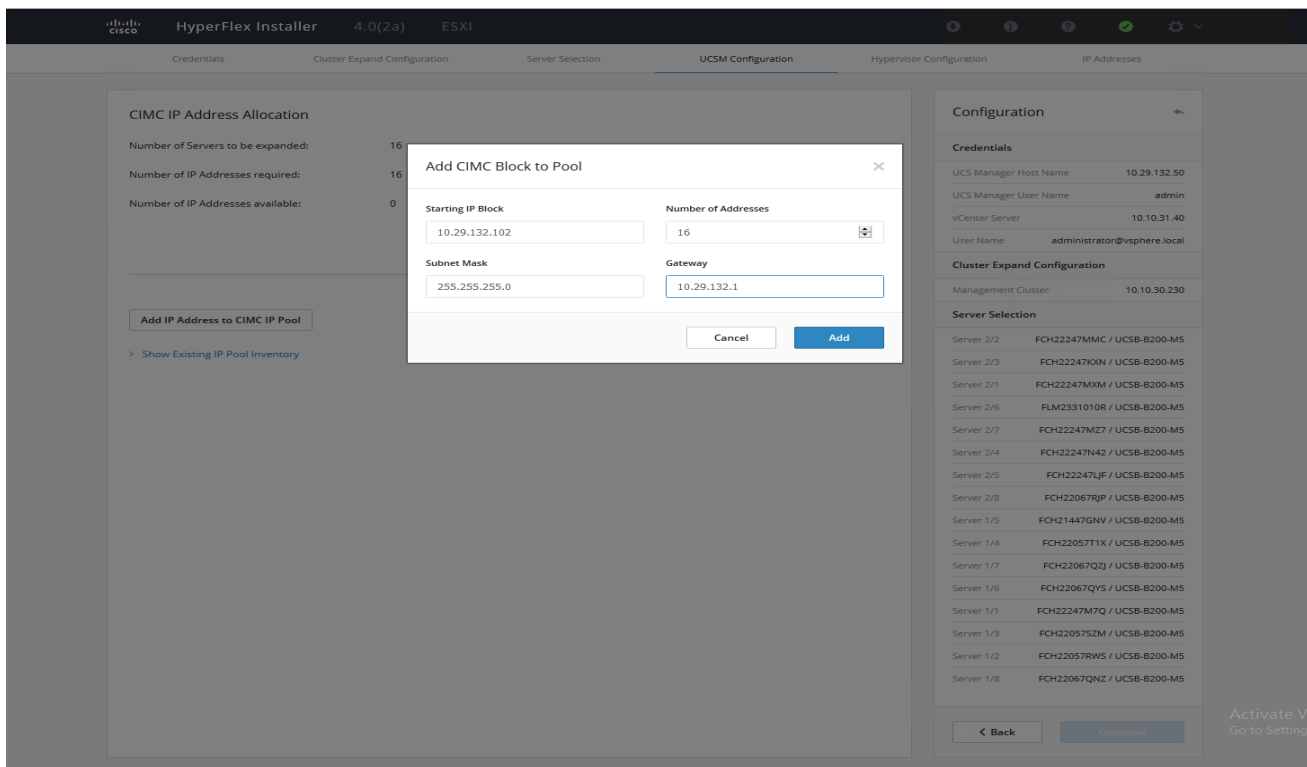 cisco HyperFlex Installer 4.0(2a) ESXI
Credentials Cluster Expand Configuration Server Selection UCSM Configuration Hypervisor Configuration IP Addresses
CIMC IP Address Allocation
Number of Servers to be expanded: 16
Number of IP Addresses required: 16
Number of IP Addresses available: 0
Add IP Address to CIMC IP Pool
> Show Existing IP Pool Inventory
Add CIMC Block to Pool ×
Starting IP Block Number of Addresses
10.29.132.102 16
Subnet Mask Gateway
255.255.255.0 10.29.132.1
Cancel Add
Configuration
Credentials
UCS Manager Host Name 10.29.132.50
UCS Manager User Name admin
vCenter Server 10.10.31.40
User Name administrator@vsphere.local
Cluster Expand Configuration
Management Cluster 10.10.30.230
Server Selection
Server 2/2 FCH22247MMC / UCSB-B200-M5
Server 2/3 FCH22247KXN / UCSB-B200-M5
Server 2/1 FCH22247MXM / UCSB-B200-M5
Server 2/6 FLM2331010R / UCSB-B200-M5
Server 2/7 FCH22247MZ7 / UCSB-B200-M5
Server 2/4 FCH22247N42 / UCSB-B200-M5
Server 2/5 FCH22247LJF / UCSB-B200-M5
Server 2/8 FCH22067RJP / UCSB-B200-M5
Server 1/5 FCH21447GNV / UCSB-B200-M5
Server 1/4 FCH22057T1X / UCSB-B200-M5
Server 1/7 FCH22067QZJ / UCSB-B200-M5
Server 1/6 FCH22067QYS / UCSB-B200-M5
Server 1/1 FCH22247M7Q / UCSB-B200-M5
Server 1/3 FCH22057SZM / UCSB-B200-M5
Server 1/2 FCH22057RWS / UCSB-B200-M5
Server 1/8 FCH22067QNZ / UCSB-B200-M5
< Back Continue
Activate
Go to Setting